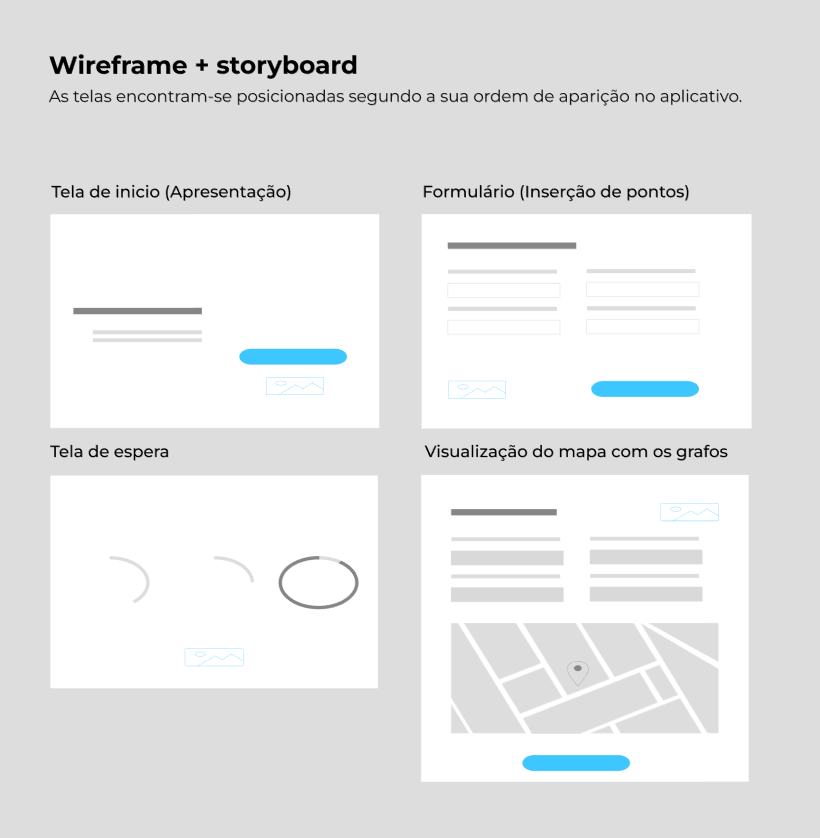 Wireframe + storyboard
As telas encontram-se posicionadas segundo a sua ordem de aparição no aplicativo.
Tela de inicio (Apresentação)
Formulário (Inserção de pontos)
Tela de espera
Visualização do mapa com os grafos